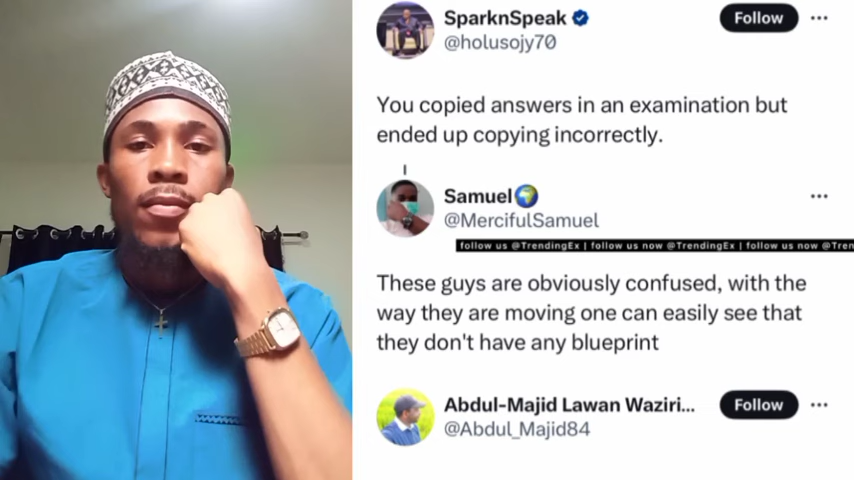 SparknSpeak
Follow
@holusojy70
You copied answers in an examination but
ended up copying incorrectly.
Samuel
@MercifulSamuel
follow us @TrendingEx | follow us now @TrendingEx | follow us now @Tren
These guys are obviously confused, with the
way they are moving one can easily see that
they don't have any blueprint
Abdul-Majid Lawan Waziri...
Follow
@Abdul_Majid84